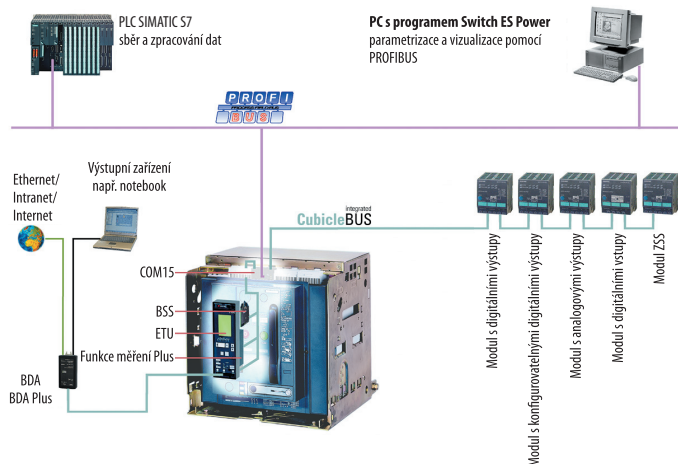 PLC SIMATIC S7
sběr a zpracování dat
PC s programem Switch ES Power
parametrizace a vizualizace pomocí
PROFIBUS
PROFI
BUS
Ethernet/
Intranet/
Internet
Výstupní zařízení
např. notebook
integrated
CubicleBUS
COM15
BSS
ETU
Funkce měření Plus
BDA
BDA Plus
Modul s digitálními výstupy
Modul s konfigurovatelnými digitálními výstupy
Modul s analogovými výstupy
Modul s digitálními vstupy
Modul ZSS